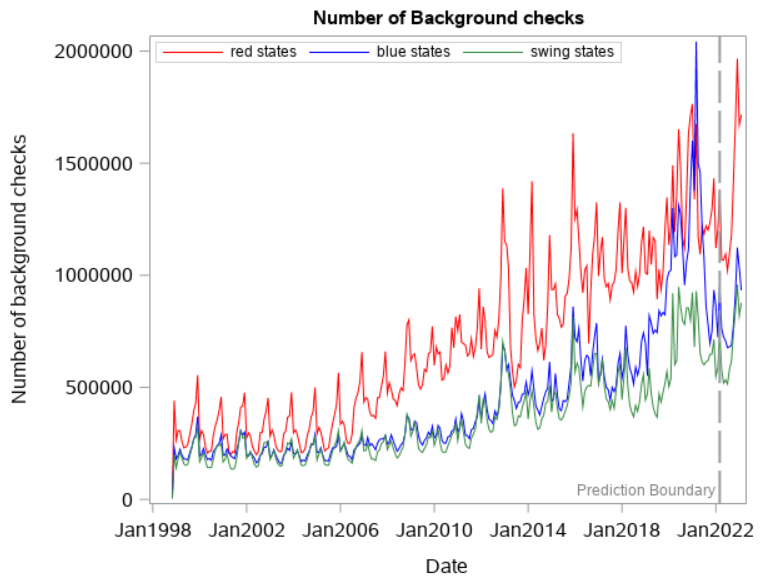 Number of Background checks
red states blue states swing states
Number of background checks
2000000
1500000
1000000
500000
0
Prediction Boundary
Jan1998 Jan2002 Jan2006 Jan2010 Jan2014 Jan2018 Jan2022
Date